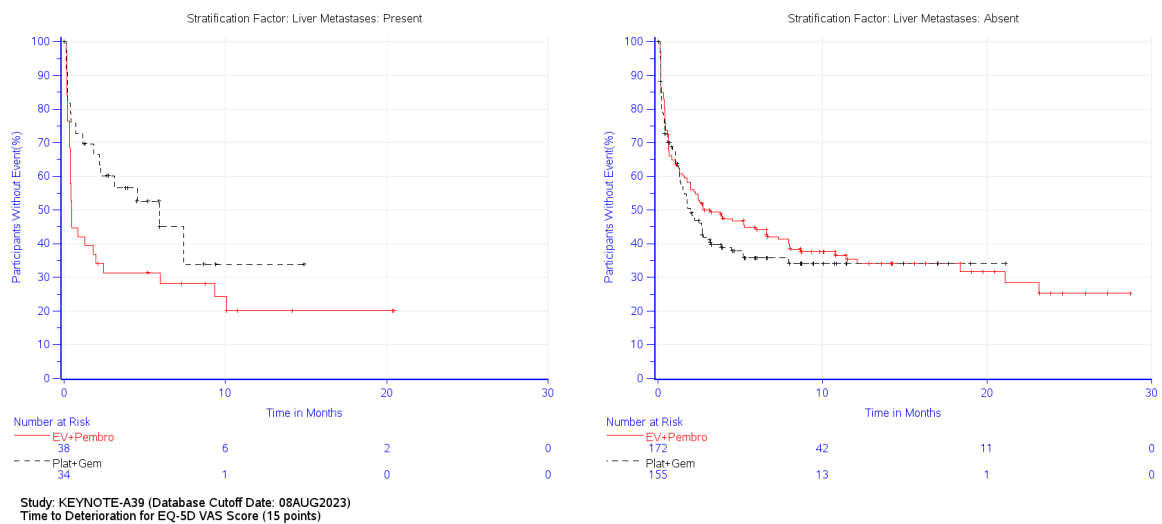 Stratification Factor: Liver Metastases: Present
Participants Without Event(%)
100
90
80
70
60
50
40
30
20
10
0
0 10 20 30
Time in Months
Number at Risk
EV+Pembro
38 6 2 0
Plat+Gem
34 1 0 0
Stratification Factor: Liver Metastases: Absent
Participants Without Event(%)
100
90
80
70
60
50
40
30
20
10
0
0 10 20 30
Time in Months
Number at Risk
EV+Pembro
172 42 11 0
Plat+Gem
155 13 1 0
Study: KEYNOTE-A39 (Database Cutoff Date: 08AUG2023)
Time to Deterioration for EQ-5D VAS Score (15 points)